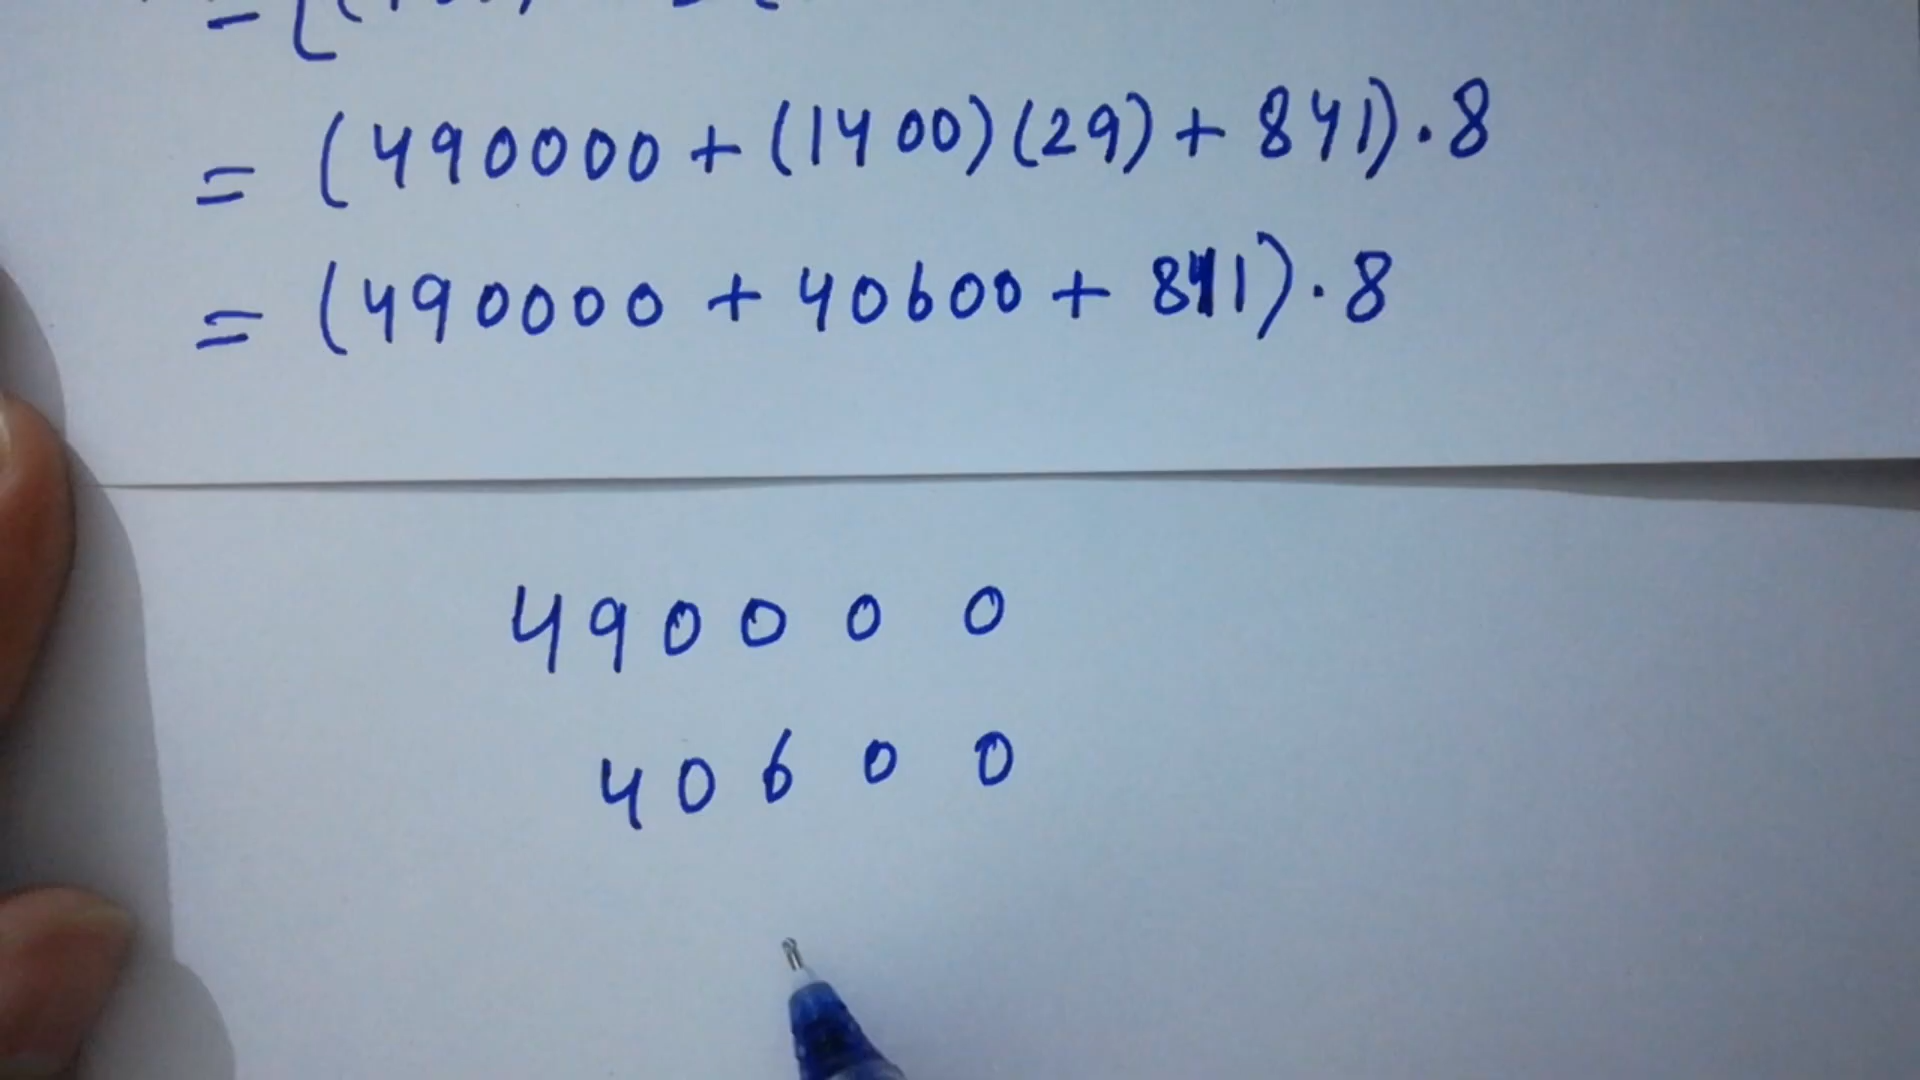 = (490000 + (1400)(29) + 841) · 8
= (490000 + 40600 + 841) · 8
490000
40600